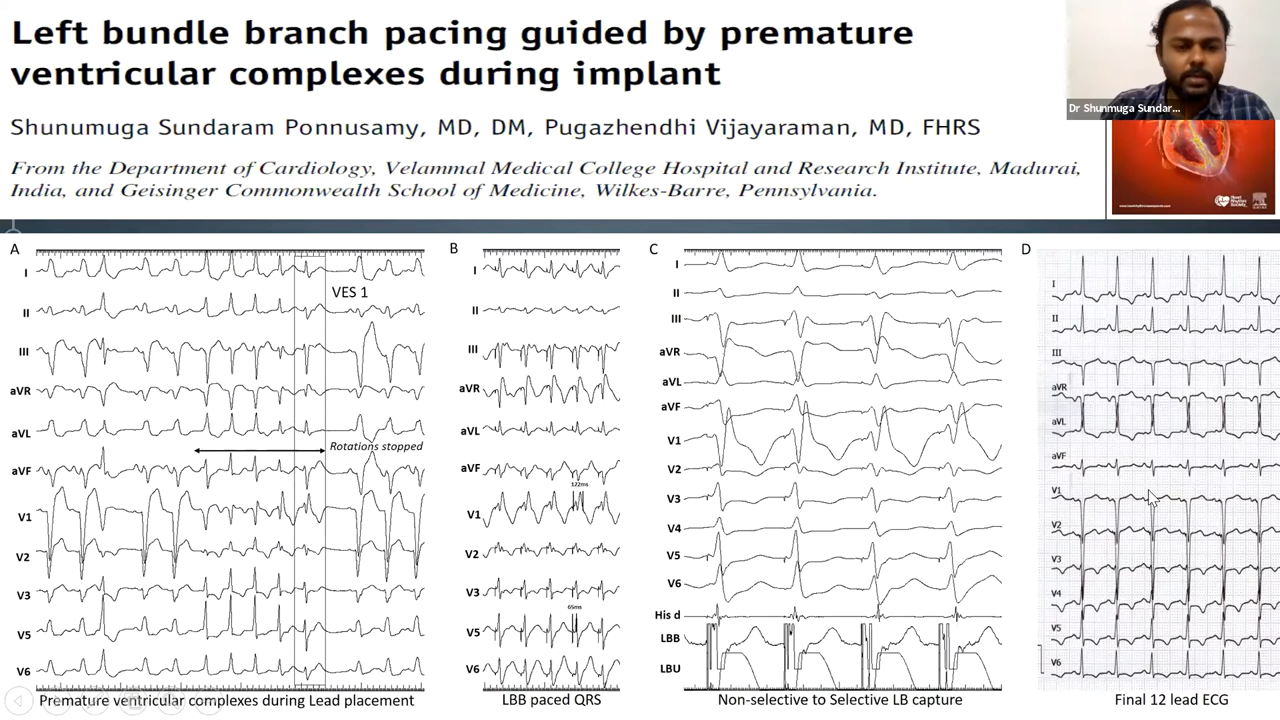 Left bundle branch pacing guided by premature
ventricular complexes during implant
Dr Shunmuga Sundar...
Shunumuga Sundaram Ponnusamy, MD, DM, Pugazhendhi Vijayaraman, MD, FHRS
From the Department of Cardiology, Velammal Medical College Hospital and Research Institute, Madurai,
India, and Geisinger Commonwealth School of Medicine, Wilkes-Barre, Pennsylvania.
A
I
VES 1
II
III
aVR
aVL
Rotations stopped
aVF
V1
V2
V3
V5
V6
Premature ventricular complexes during Lead placement
B
I
II
III
aVR
aVL
aVF
122ms
V1
V2
V3
65ms
V5
V6
LBB paced QRS
C
I
II
III
aVR
aVL
aVF
V1
V2
V3
V4
V5
V6
His d
LBB
LBU
Non-selective to Selective LB capture
D
I
II
III
aVR
aVL
aVF
V1
V2
V3
V4
V5
V6
Final 12 lead ECG